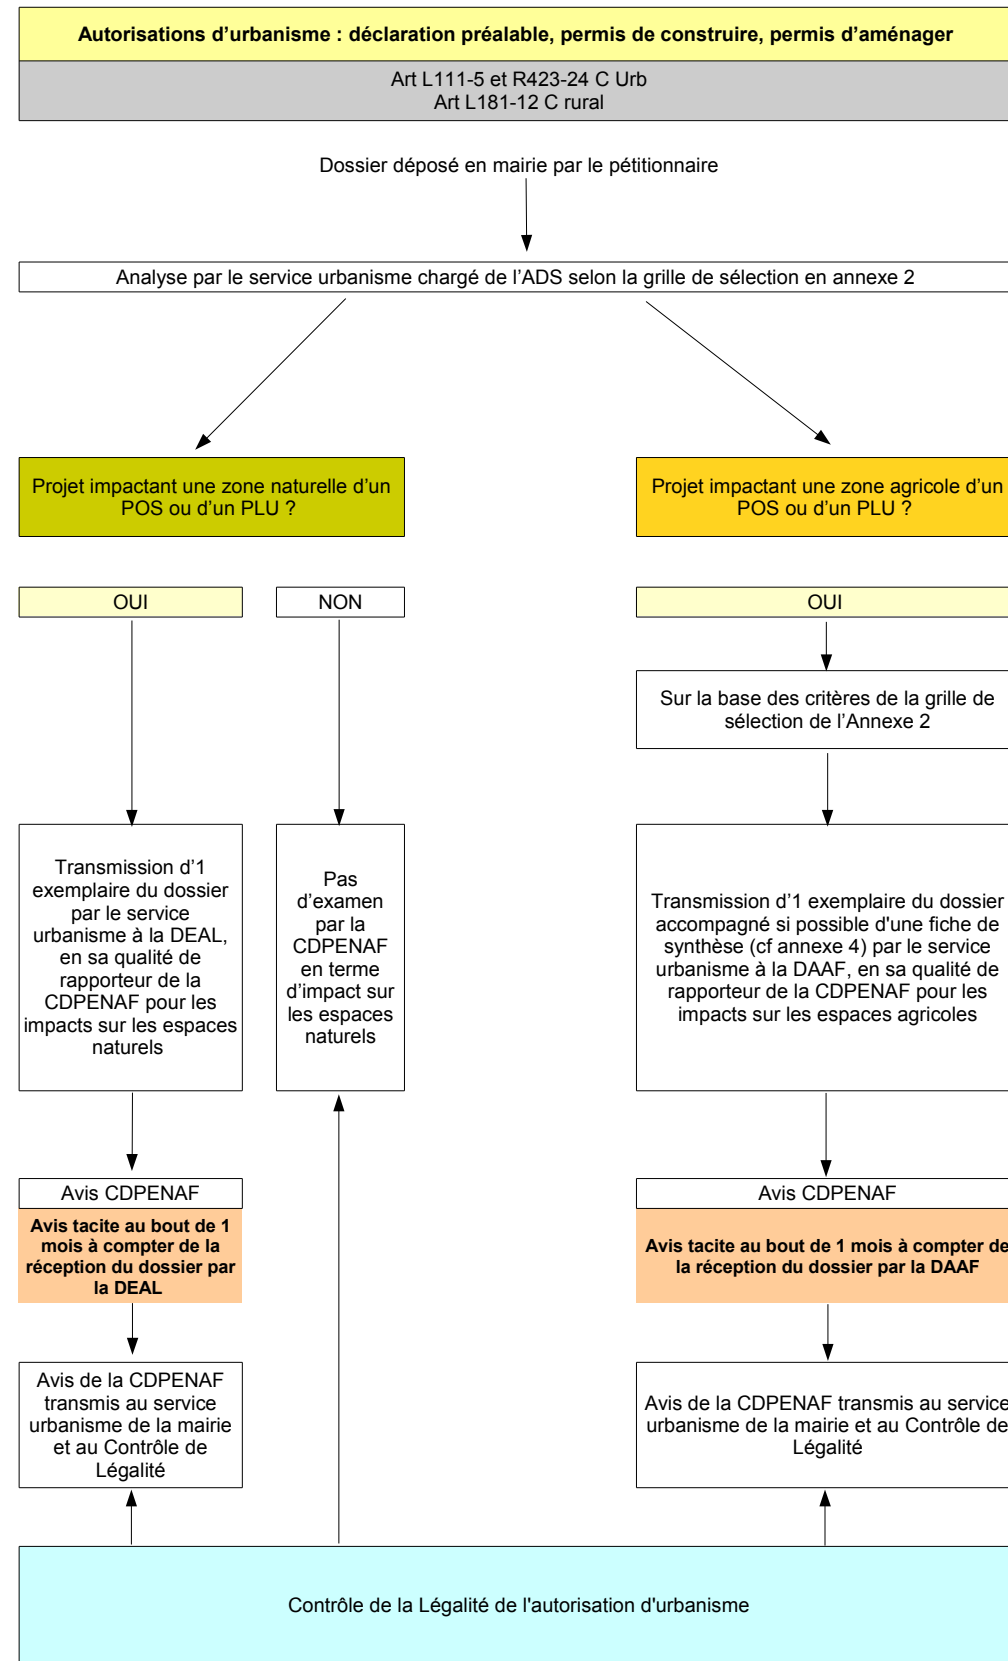 Autorisations d’urbanisme : déclaration préalable, permis de construire, permis d’aménager
Art L111-5 et R423-24 C Urb
Art L181-12 C rural
Dossier déposé en mairie par le pétitionnaire
Analyse par le service urbanisme chargé de l’ADS selon la grille de sélection en annexe 2
Projet impactant une zone naturelle d’un
POS ou d’un PLU ?
Projet impactant une zone agricole d’un
POS ou d’un PLU ?
OUI
NON
OUI
Sur la base des critères de la grille de
sélection de l’Annexe 2
Transmission d’1
exemplaire du dossier
par le service
urbanisme à la DEAL,
en sa qualité de
rapporteur de la
CDPENAF pour les
impacts sur les espaces
naturels
Pas
d’examen
par la
CDPENAF
en terme
d’impact sur
les espaces
naturels
Transmission d’1 exemplaire du dossier
accompagné si possible d'une fiche de
synthèse (cf annexe 4) par le service
urbanisme à la DAAF, en sa qualité de
rapporteur de la CDPENAF pour les
impacts sur les espaces agricoles
Avis CDPENAF
Avis tacite au bout de 1
mois à compter de la
réception du dossier par
la DEAL
Avis CDPENAF
Avis tacite au bout de 1 mois à compter de
la réception du dossier par la DAAF
Avis de la CDPENAF
transmis au service
urbanisme de la mairie
et au Contrôle de
Légalité
Avis de la CDPENAF transmis au service
urbanisme de la mairie et au Contrôle de
Légalité
Contrôle de la Légalité de l'autorisation d'urbanisme